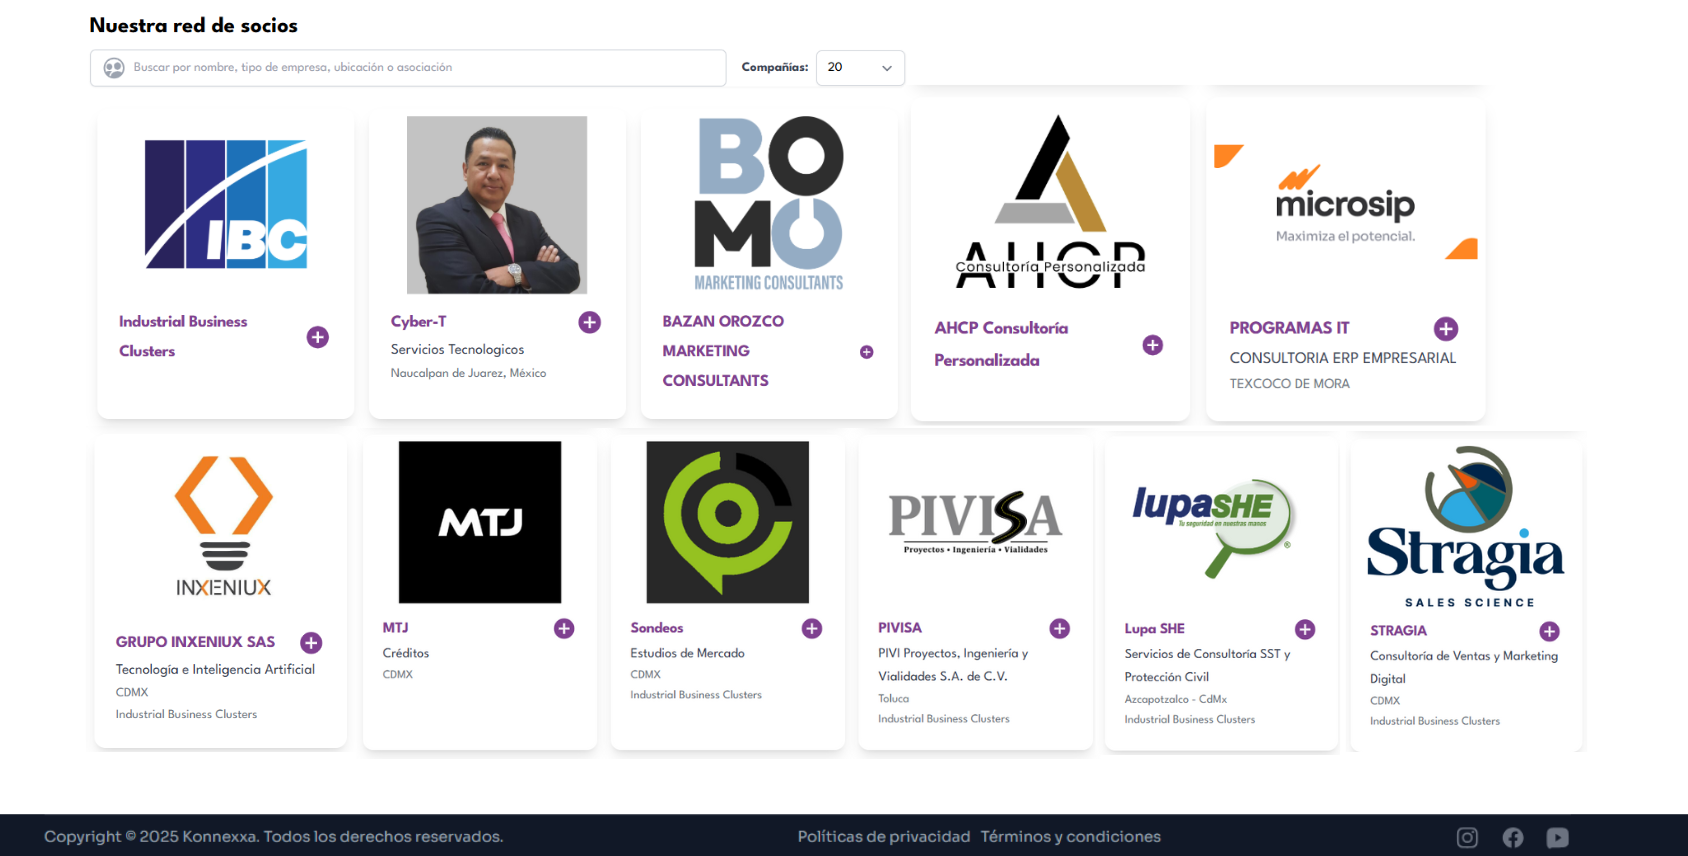 Nuestra red de socios
Buscar por nombre, tipo de empresa, ubicación o asociación
Compañías: 20
IBC
Industrial Business
Clusters
Cyber-T
Servicios Tecnologicos
Naucalpan de Juarez, México
BOMO
MARKETING CONSULTANTS
BAZAN OROZCO
MARKETING
CONSULTANTS
AHCP
Consultoría Personalizada
AHCP Consultoría
Personalizada
microsip
Maximiza el potencial.
PROGRAMAS IT
CONSULTORIA ERP EMPRESARIAL
TEXCOCO DE MORA
INXENIUX
GRUPO INXENIUX SAS
Tecnología e Inteligencia Artificial
CDMX
Industrial Business Clusters
MTJ
MTJ
Créditos
CDMX
Sondeos
Estudios de Mercado
CDMX
Industrial Business Clusters
PIVISA
Proyectos • Ingeniería • Vialidades
PIVISA
PIVI Proyectos, Ingeniería y
Vialidades S.A. de C.V.
Toluca
Industrial Business Clusters
lupaSHE
Tu seguridad en nuestras manos
®
Lupa SHE
Servicios de Consultoría SST y
Protección Civil
Azcapotzalco - CdMx
Industrial Business Clusters
Stragia
SALES SCIENCE
STRAGIA
Consultoría de Ventas y Marketing
Digital
CDMX
Industrial Business Clusters
Copyright © 2025 Konnexxa. Todos los derechos reservados.
Políticas de privacidad Términos y condiciones